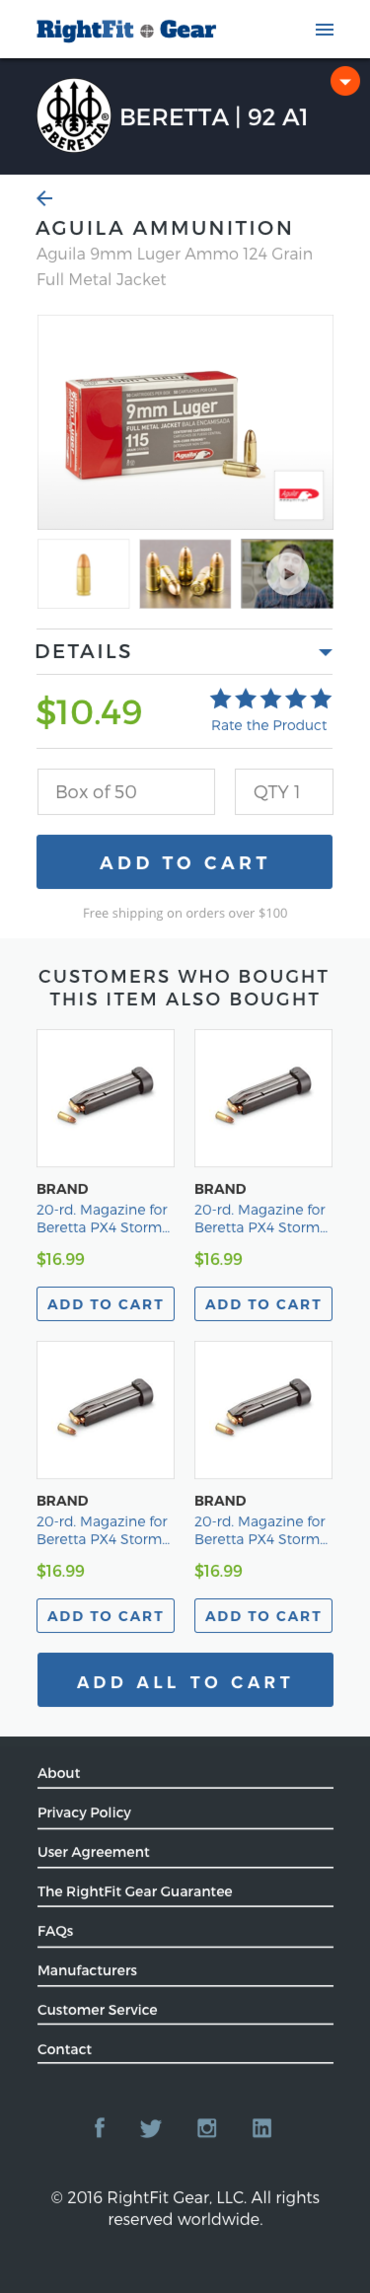 RightFit Gear
BERETTA | 92 A1
P. BERETTA
AGUILA AMMUNITION
Aguila 9mm Luger Ammo 124 Grain
Full Metal Jacket
9mm Luger
9mm Luger
FULL METAL JACKET BALA ENCAMISADA
115
Aguila
Aguila
DETAILS
$10.49
Rate the Product
Box of 50
QTY 1
ADD TO CART
Free shipping on orders over $100
CUSTOMERS WHO BOUGHT
THIS ITEM ALSO BOUGHT
BRAND
20-rd. Magazine for
Beretta PX4 Storm...
$16.99
ADD TO CART
BRAND
20-rd. Magazine for
Beretta PX4 Storm...
$16.99
ADD TO CART
BRAND
20-rd. Magazine for
Beretta PX4 Storm...
$16.99
ADD TO CART
BRAND
20-rd. Magazine for
Beretta PX4 Storm...
$16.99
ADD TO CART
ADD ALL TO CART
About
Privacy Policy
User Agreement
The RightFit Gear Guarantee
FAQs
Manufacturers
Customer Service
Contact
© 2016 RightFit Gear, LLC. All rights
reserved worldwide.